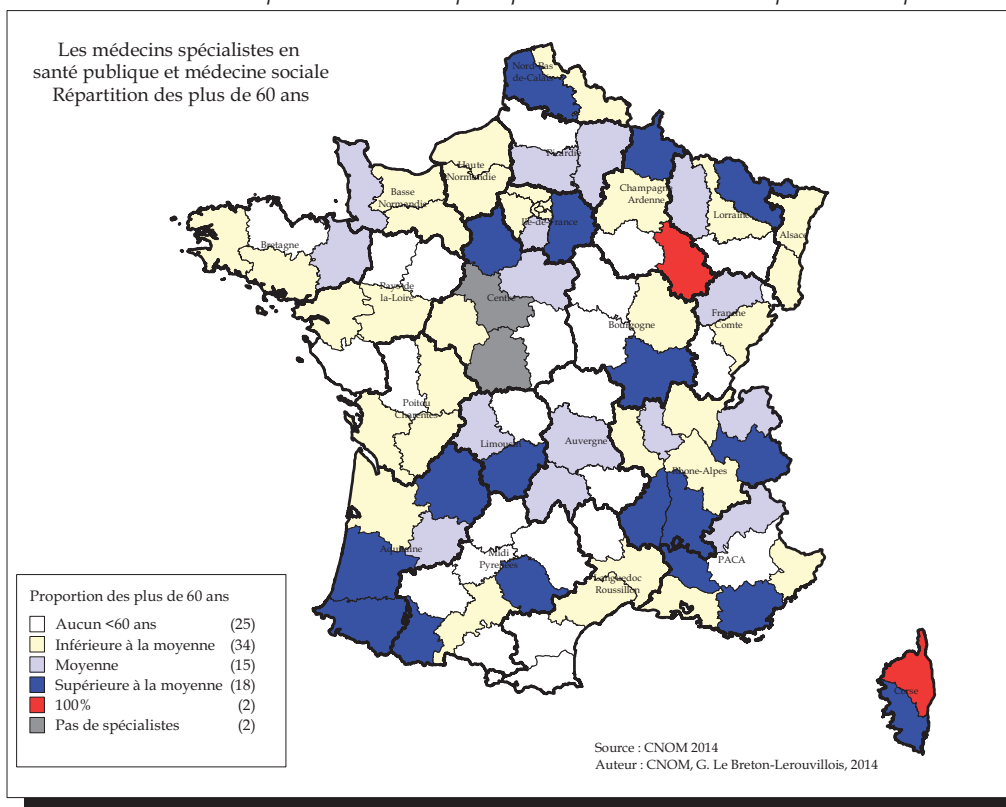 Les médecins spécialistes en
santé publique et médecine sociale
Répartition des plus de 60 ans
Nord-Pas
de-Calais
Picardie
Haute
Normandie
Basse
Normandie
Champagne
Ardenne
Ile-de-France
Lorraine
Alsace
Bretagne
Pays de
la-Loire
Centre
Bourgogne
Franche
Comte
Poitou
Charentes
Limousin
Auvergne
Rhone-Alpes
Aquitaine
Midi
Pyrenées
PACA
Languedoc
Roussillon
Corse
Proportion des plus de 60 ans
Aucun <60 ans (25)
Inférieure à la moyenne (34)
Moyenne (15)
Supérieure à la moyenne (18)
100% (2)
Pas de spécialistes (2)
Source : CNOM 2014
Auteur : CNOM, G. Le Breton-Lerouvillois, 2014